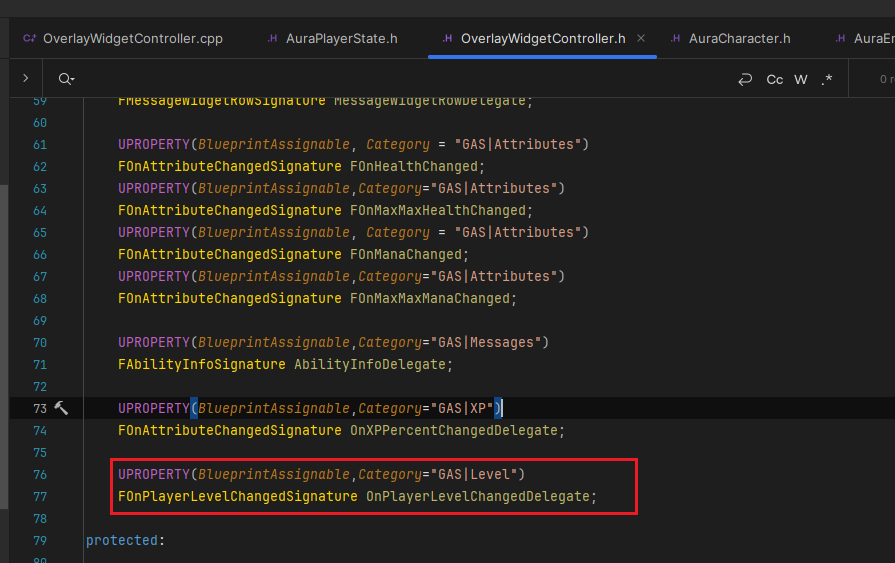 OverlayWidgetController.cpp
AuraPlayerState.h
OverlayWidgetController.h
AuraCharacter.h
Cc W .*
59 FMessageWidgetRowSignature MessageWidgetRowDelegate;
60
61 UPROPERTY(BlueprintAssignable, Category = "GAS|Attributes")
62 FOnAttributeChangedSignature FOnHealthChanged;
63 UPROPERTY(BlueprintAssignable,Category="GAS|Attributes")
64 FOnAttributeChangedSignature FOnMaxMaxHealthChanged;
65 UPROPERTY(BlueprintAssignable, Category = "GAS|Attributes")
66 FOnAttributeChangedSignature FOnManaChanged;
67 UPROPERTY(BlueprintAssignable,Category="GAS|Attributes")
68 FOnAttributeChangedSignature FOnMaxMaxManaChanged;
69
70 UPROPERTY(BlueprintAssignable,Category="GAS|Messages")
71 FAbilityInfoSignature AbilityInfoDelegate;
72
73 UPROPERTY(BlueprintAssignable,Category="GAS|XP")
74 FOnAttributeChangedSignature OnXPPercentChangedDelegate;
75
76 UPROPERTY(BlueprintAssignable,Category="GAS|Level")
77 FOnPlayerLevelChangedSignature OnPlayerLevelChangedDelegate;
78
79 protected: